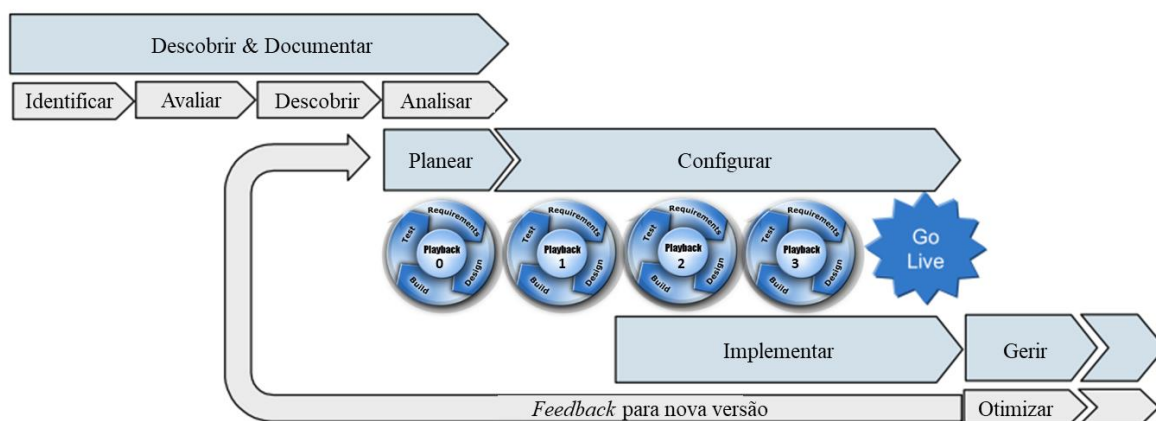 Descobrir & Documentar
Identificar
Avaliar
Descobrir
Analisar
Planear
Configurar
Requirements
Design
Build
Test
Playback
0
Requirements
Design
Build
Test
Playback
1
Requirements
Design
Build
Test
Playback
2
Requirements
Design
Build
Test
Playback
3
Go
Live
Implementar
Gerir
Feedback para nova versão
Otimizar